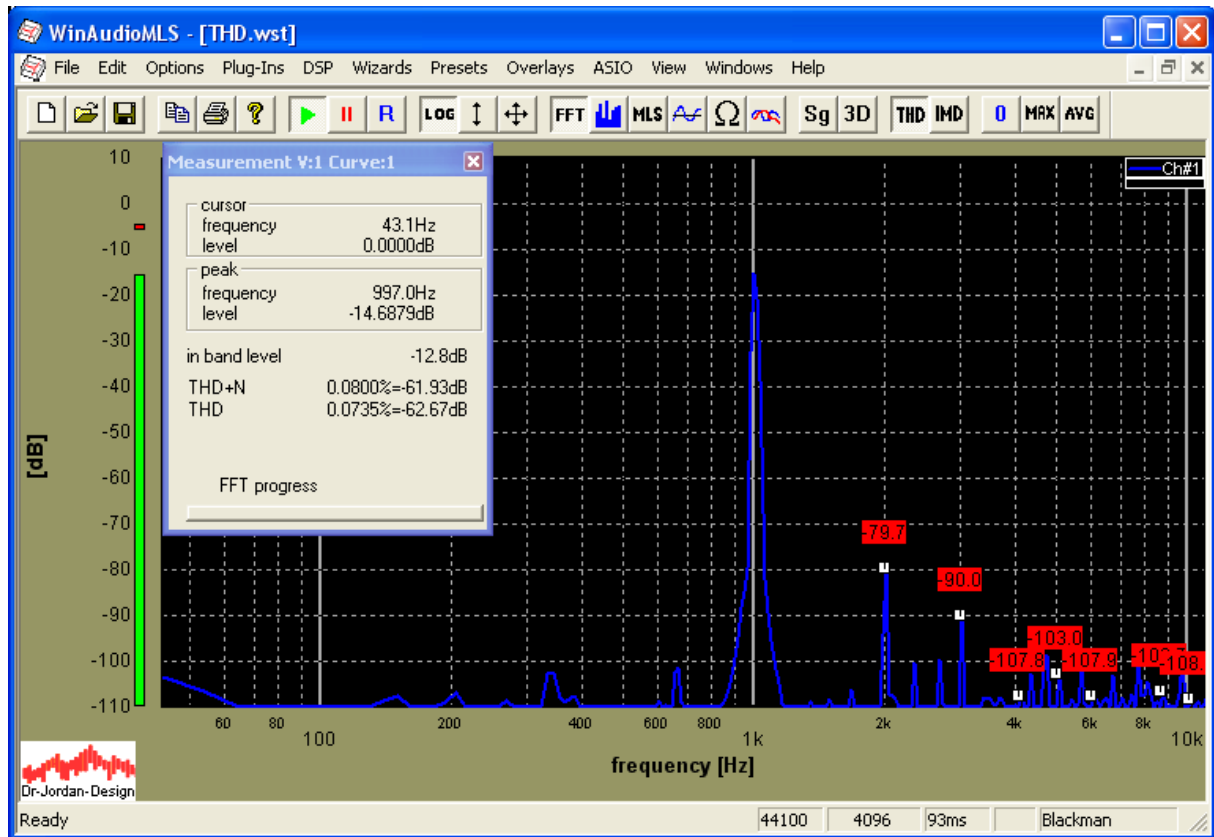 WinAudioMLS - [THD.wst]
File Edit Options Plug-Ins DSP Wizards Presets Overlays ASIO View Windows Help
R LOG FFT MLS Ω Sg 3D THD IMD 0 MAX AVG
Measurement V:1 Curve:1
cursor
frequency 43.1Hz
level 0.0000dB
peak
frequency 997.0Hz
level -14.6879dB
in band level -12.8dB
THD+N 0.0800%=-61.93dB
THD 0.0735%=-62.67dB
FFT progress
Ch#1
10
0
-10
-20
-30
-40
-50
-60
-70
-80
-90
-100
-110
[dB]
-79.7
-90.0
-103.0
-107.8 -107.9 -108.
60 80 200 400 600 800 2k 4k 6k 8k
100 1k 10k
frequency [Hz]
Dr-Jordan-Design
Ready 44100 4096 93ms Blackman